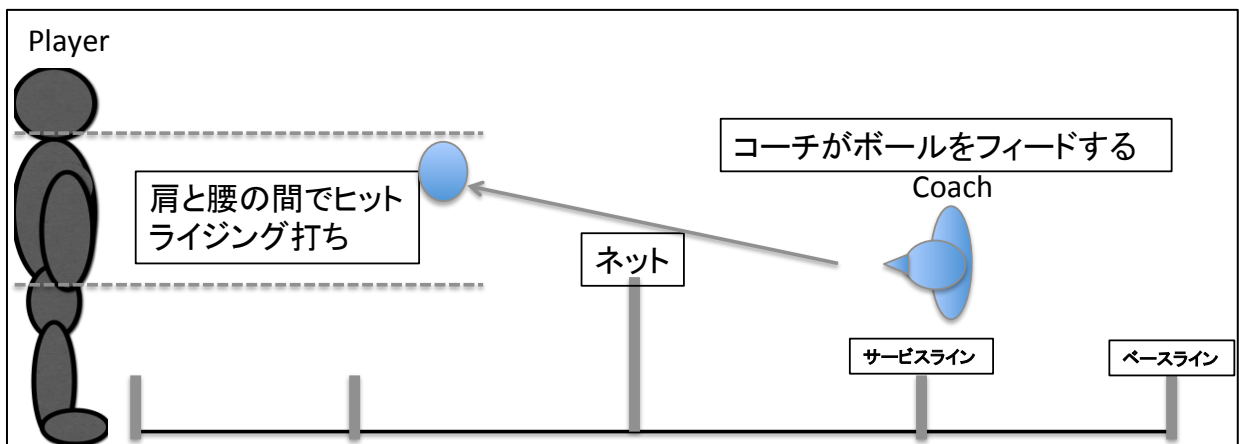 Player
コーチがボールをフィードする
Coach
肩と腰の間でヒット
ライジング打ち
ネット
サービスライン
ベースライン